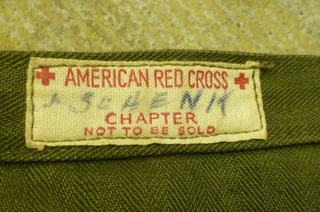 AMERICAN RED CROSS
SCHENK
CHAPTER
NOT TO BE SOLD